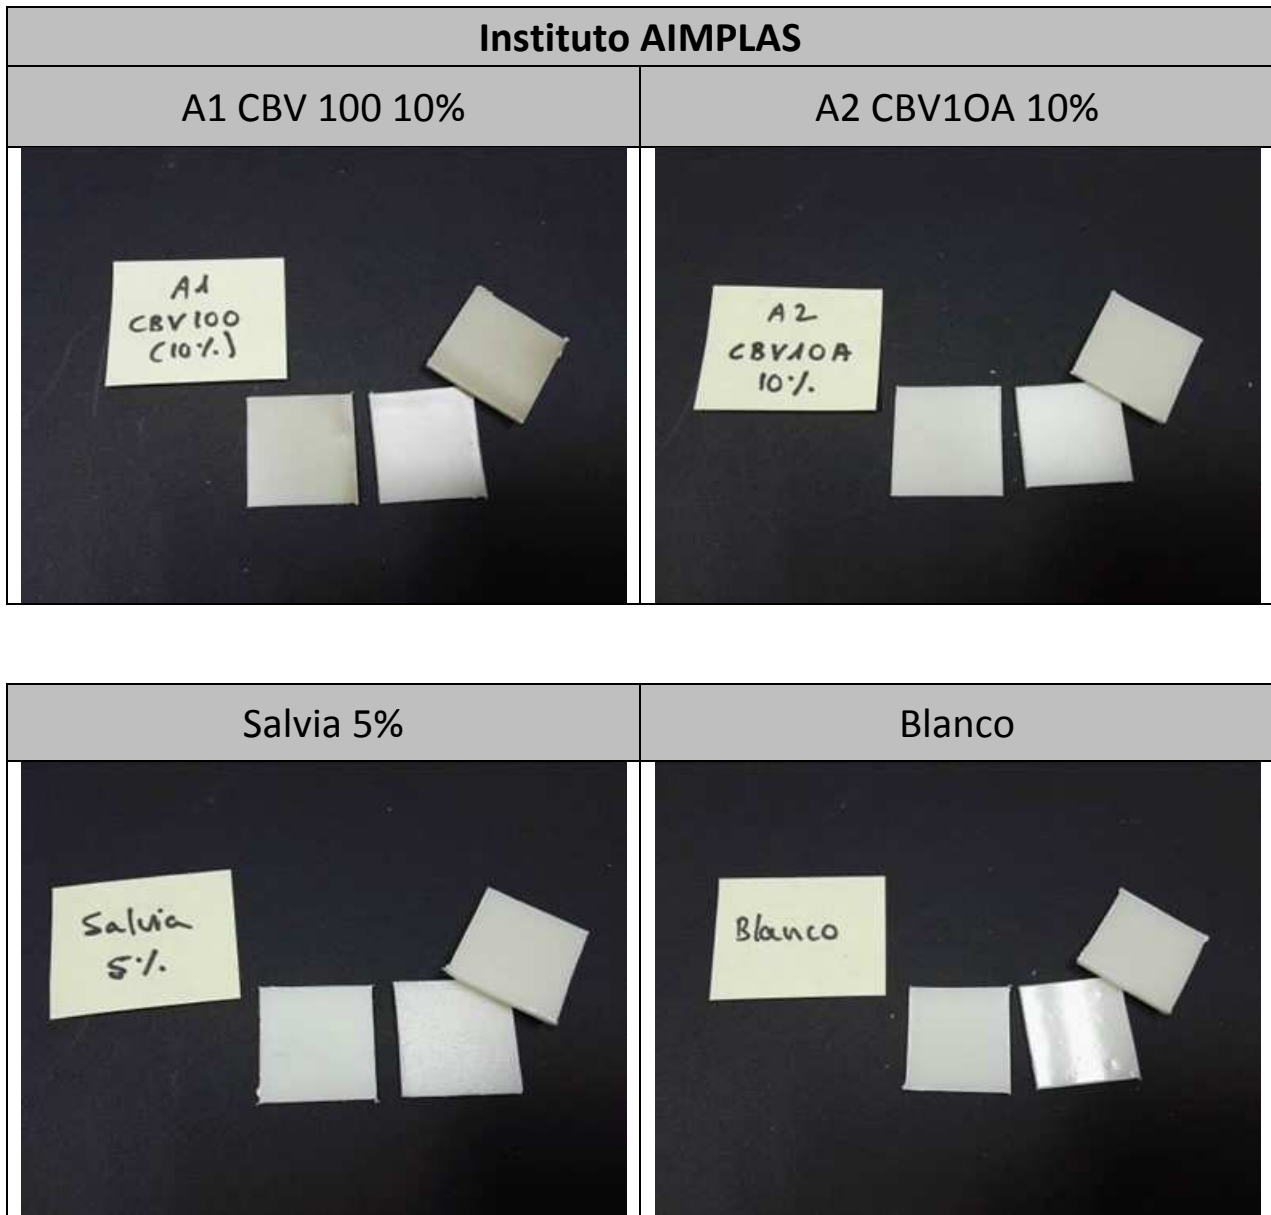 Instituto AIMPLAS
A1 CBV 100 10%
A2 CBV1OA 10%
A1
CBV100
(10%)
A2
CBV10A
10%
Salvia 5%
Blanco
Salvia
5%
Blanco